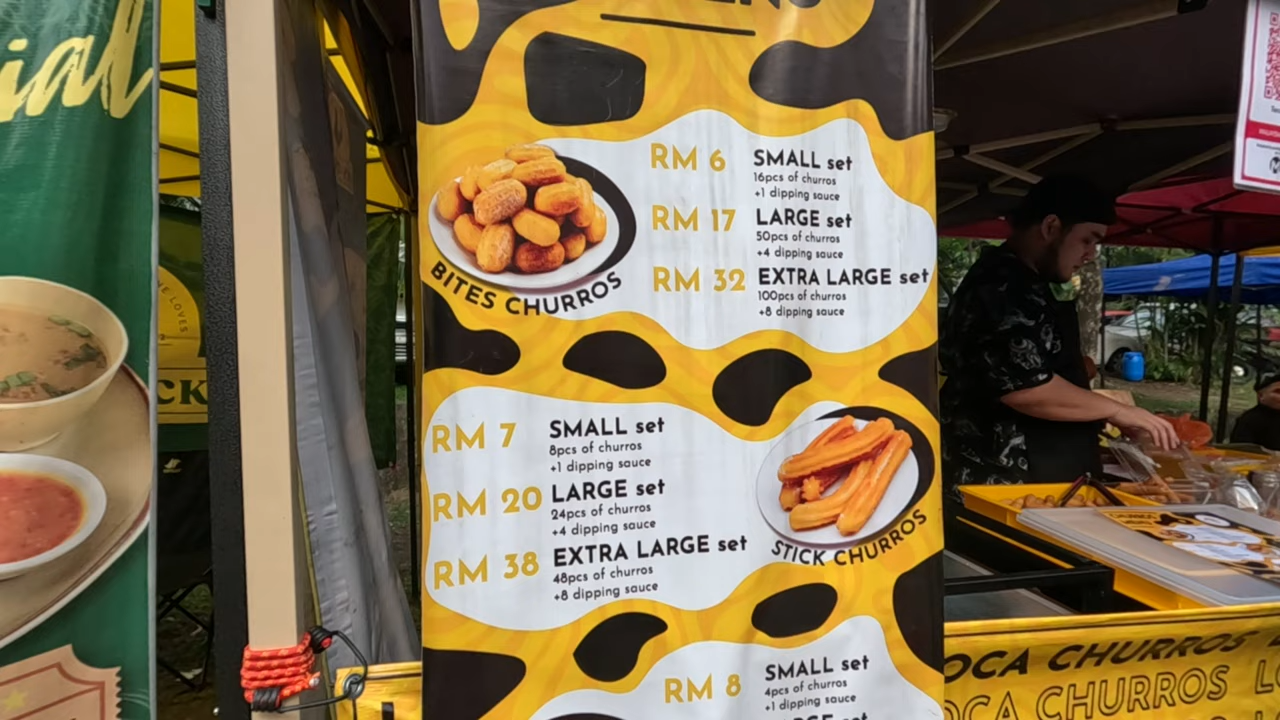 ial
RM 6
SMALL set
16pcs of churros
+1 dipping sauce
RM 17
LARGE set
50pcs of churros
+4 dipping sauce
RM 32
EXTRA LARGE set
100pcs of churros
+8 dipping sauce
BITES CHURROS
RM 7
SMALL set
8pcs of churros
+1 dipping sauce
RM 20
LARGE set
24pcs of churros
+4 dipping sauce
RM 38
EXTRA LARGE set
48pcs of churros
+8 dipping sauce
STICK CHURROS
RM 8
SMALL set
4pcs of churros
+1 dipping sauce
LARGE set
OCA CHURROS
OCA CHURROS
CK